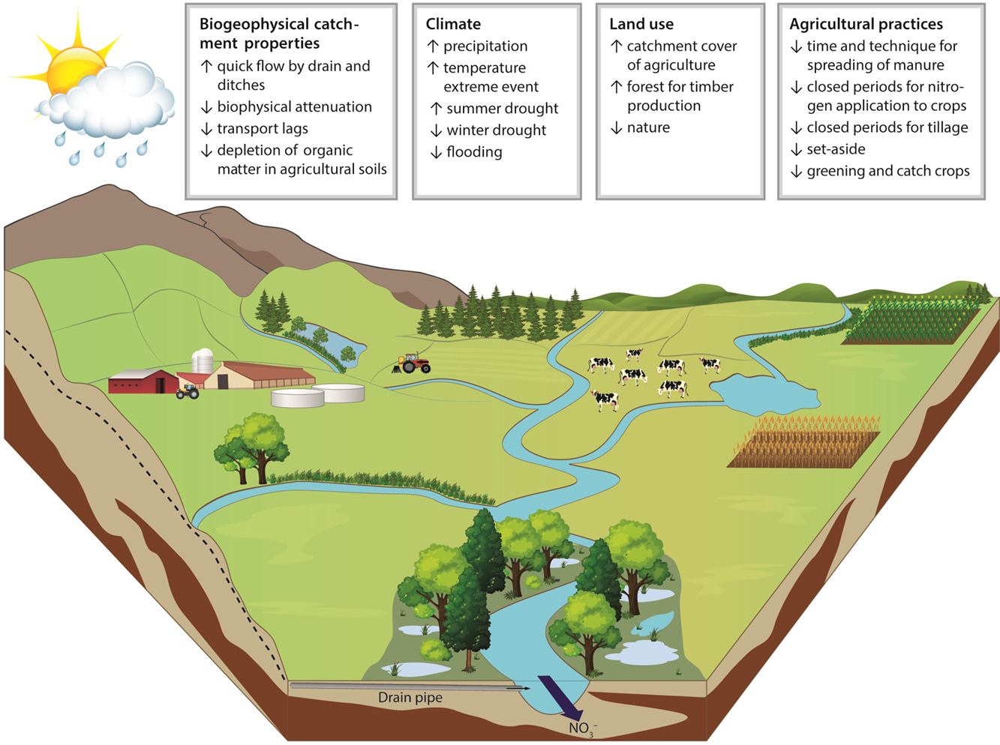 Biogeophysical catch-
ment properties
↑ quick flow by drain and
ditches
↓ biophysical attenuation
↓ transport lags
↓ depletion of organic
matter in agricultural soils
Climate
↑ precipitation
↑ temperature
extreme event
↑ summer drought
↓ winter drought
↓ flooding
Land use
↑ catchment cover
of agriculture
↑ forest for timber
production
↓ nature
Agricultural practices
↓ time and technique for
spreading of manure
↓ closed periods for nitro-
gen application to crops
↓ closed periods for tillage
↓ set-aside
↓ greening and catch crops
Drain pipe
NO₃⁻